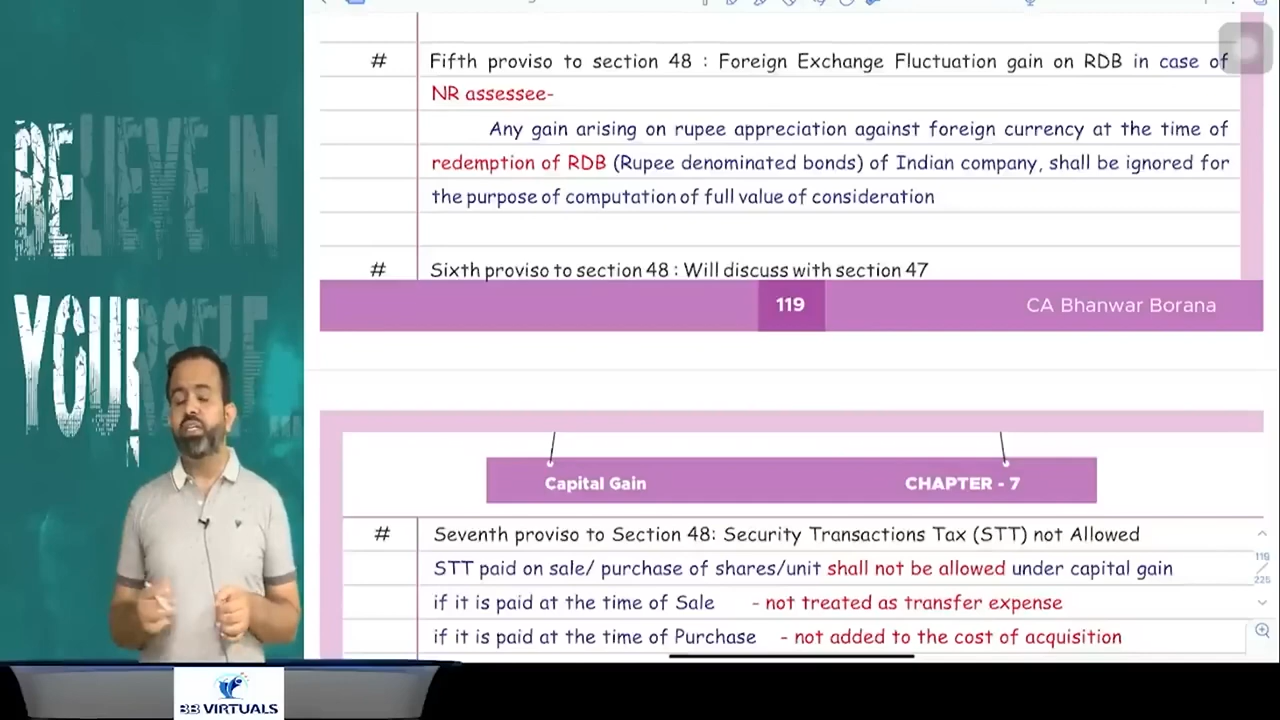 BELIEVE IN
YOURSELF...
# Fifth proviso to section 48 : Foreign Exchange Fluctuation gain on RDB in case of
NR assessee-
Any gain arising on rupee appreciation against foreign currency at the time of
redemption of RDB (Rupee denominated bonds) of Indian company, shall be ignored for
the purpose of computation of full value of consideration
# Sixth proviso to section 48 : Will discuss with section 47
119 CA Bhanwar Borana
Capital Gain CHAPTER - 7
# Seventh proviso to Section 48: Security Transactions Tax (STT) not Allowed
STT paid on sale/ purchase of shares/unit shall not be allowed under capital gain
if it is paid at the time of Sale - not treated as transfer expense
if it is paid at the time of Purchase - not added to the cost of acquisition
225
BB VIRTUALS